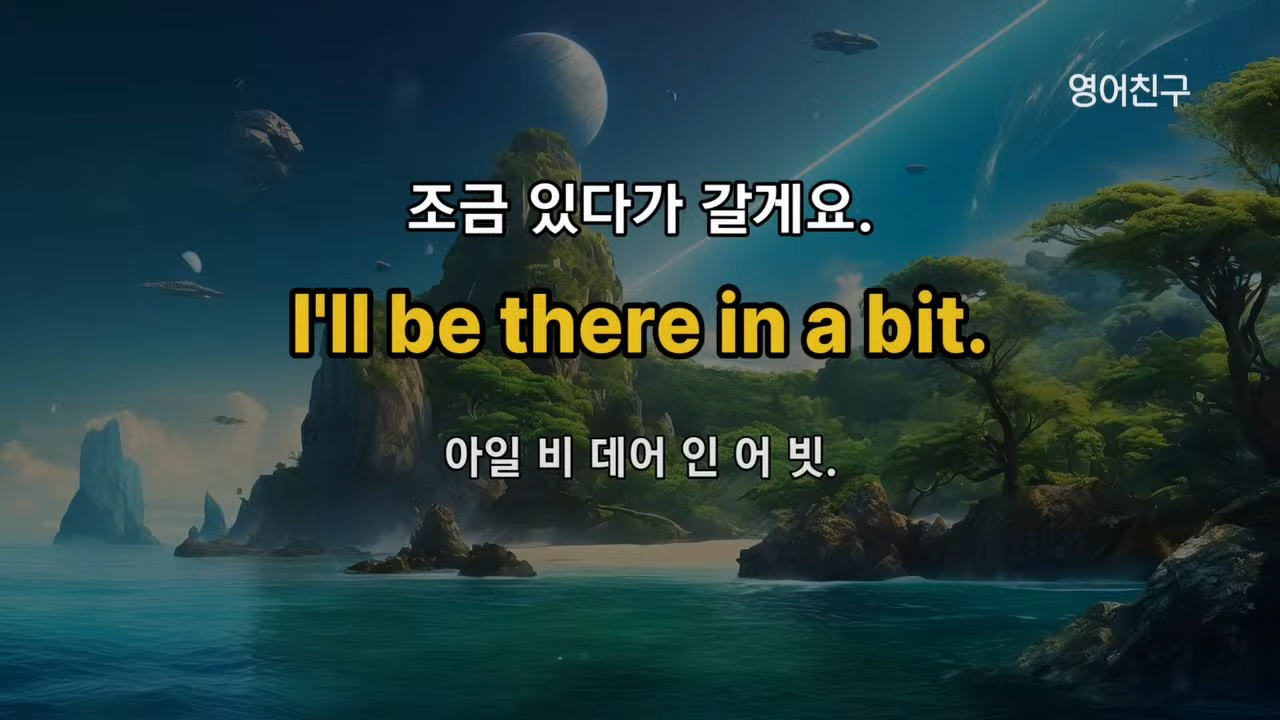 영어친구
조금 있다가 갈게요.
I'll be there in a bit.
아일 비 데어 인 어 빗.